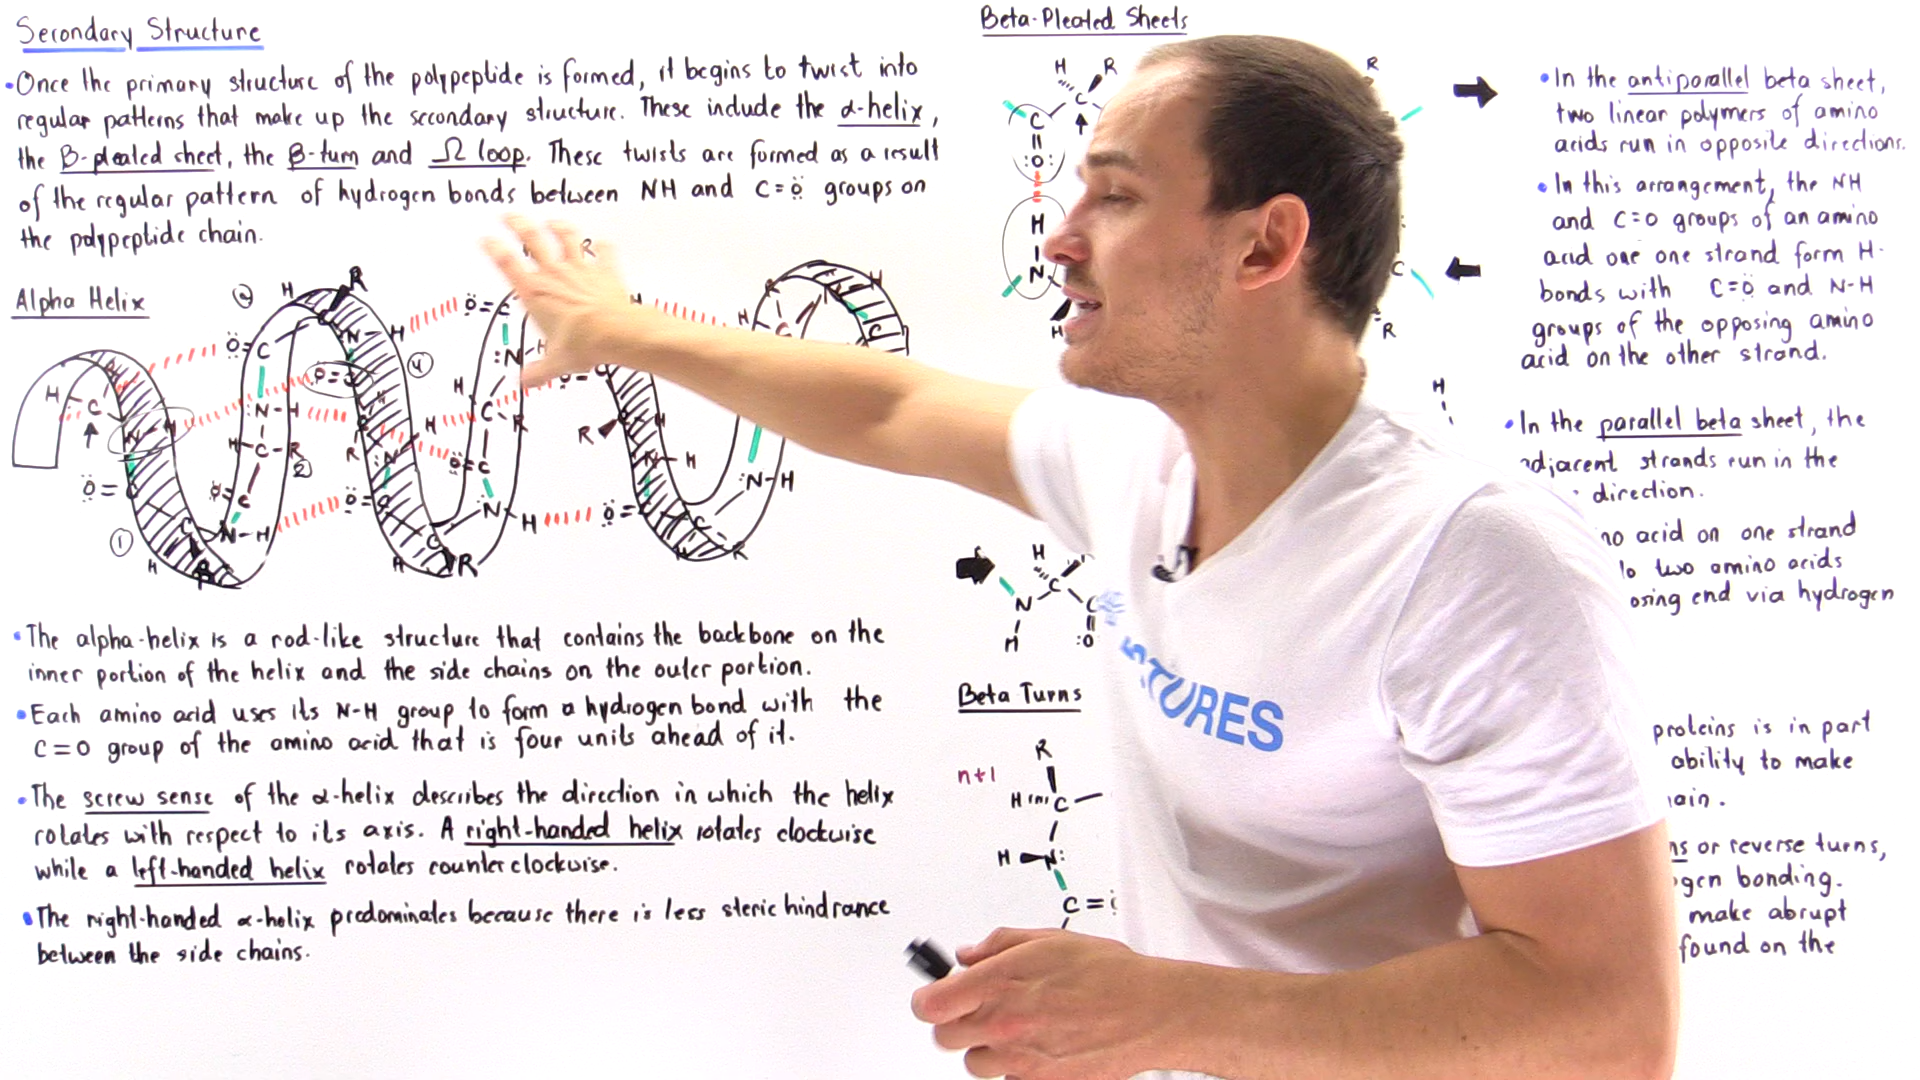 Secondary Structure
•Once the primary structure of the polypeptide is formed, it begins to twist into
regular patterns that make up the secondary structure. These include the α-helix,
the β-pleated sheet, the β-turn and Ω loop. These twists are formed as a result
of the regular pattern of hydrogen bonds between NH and C=O groups on
the polypeptide chain.
Alpha Helix
•The alpha-helix is a rod-like structure that contains the backbone on the
inner portion of the helix and the side chains on the outer portion.
•Each amino acid uses its N-H group to form a hydrogen bond with the
C=O group of the amino acid that is four units ahead of it.
•The screw sense of the α-helix describes the direction in which the helix
rotates with respect to its axis. A right-handed helix rotates clockwise
while a left-handed helix rotates counterclockwise.
•The right-handed α-helix predominates because there is less steric hindrance
between the side chains.
Beta-Pleated Sheets
•In the antiparallel beta sheet,
two linear polymers of amino
acids run in opposite directions.
•In this arrangement, the NH
and C=O groups of an amino
acid one one strand form H-
bonds with C=O and N-H
groups of the opposing amino
acid on the other strand.
•In the parallel beta sheet, the
adjacent strands run in the
direction.
no acid on one strand
to two amino acids
osing end via hydrogen
Beta Turns
n+1
R
H C
H N:
C=
proteins is in part
ability to make
ain.
ns or reverse turns,
gen bonding.
make abrupt
found on the
STURES